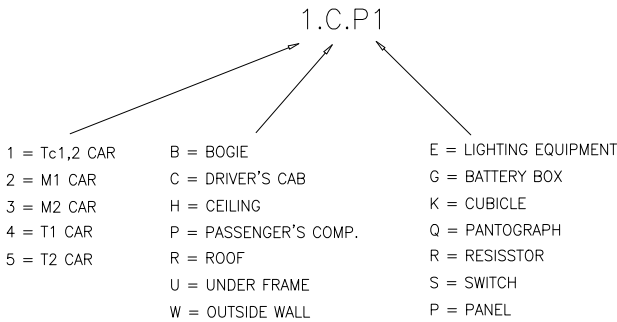 1.C.P1
1 = Tc1,2 CAR
2 = M1 CAR
3 = M2 CAR
4 = T1 CAR
5 = T2 CAR
B = BOGIE
C = DRIVER'S CAB
H = CEILING
P = PASSENGER'S COMP.
R = ROOF
U = UNDER FRAME
W = OUTSIDE WALL
E = LIGHTING EQUIPMENT
G = BATTERY BOX
K = CUBICLE
Q = PANTOGRAPH
R = RESISSTOR
S = SWITCH
P = PANEL